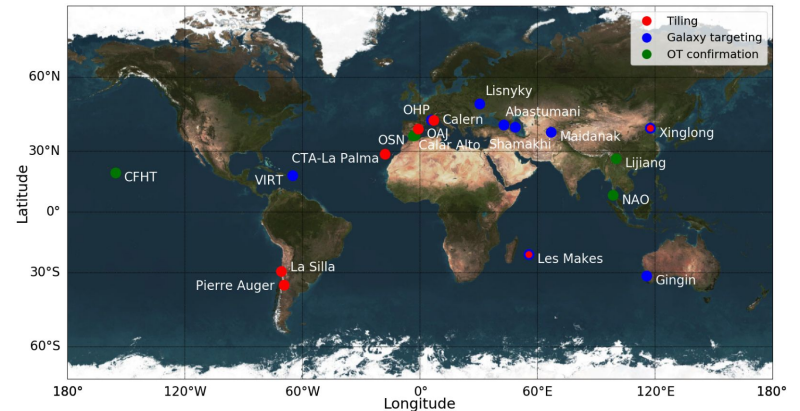 Tiling
Galaxy targeting
OT confirmation
60°N
Lisnyky
OHP
Calern
Abastumani
OSN
OAJ
Xinglong
30°N
Calar Alto
Shamakhi
Maidanak
CTA-La Palma
Lijiang
CFHT
VIRT
NAO
Latitude
0°
Les Makes
La Silla
30°S
Gingin
Pierre Auger
60°S
180°
120°W
60°W
0°
60°E
120°E
180°
Longitude